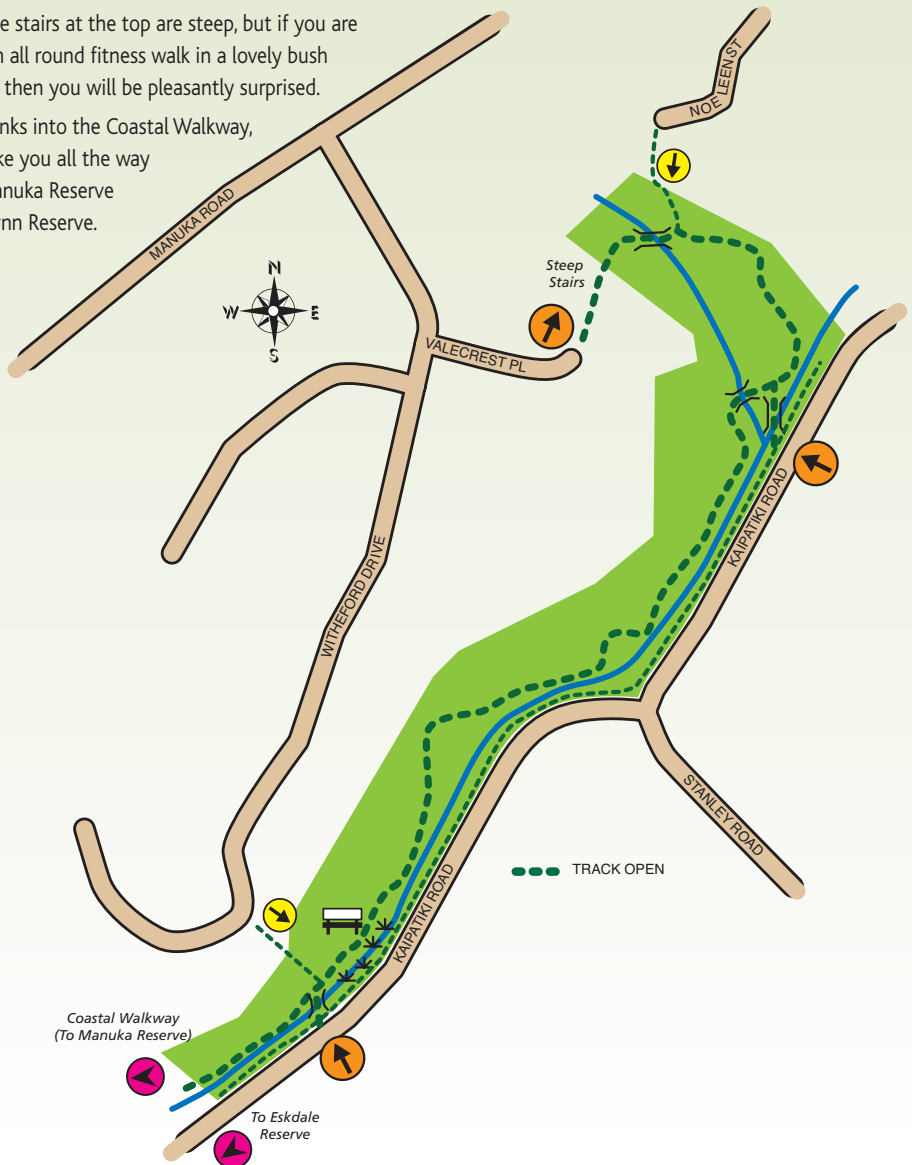 e stairs at the top are steep, but if you are
n all round fitness walk in a lovely bush
then you will be pleasantly surprised.
nks into the Coastal Walkway,
ke you all the way
anuka Reserve
nn Reserve.
NOELEEN ST
MANUKA ROAD
N
W E
S
Steep
Stairs
VALECREST PL
KAIPATIKI ROAD
WITHEFORD DRIVE
STANLEY ROAD
TRACK OPEN
KAIPATIKI ROAD
Coastal Walkway
(To Manuka Reserve)
To Eskdale
Reserve